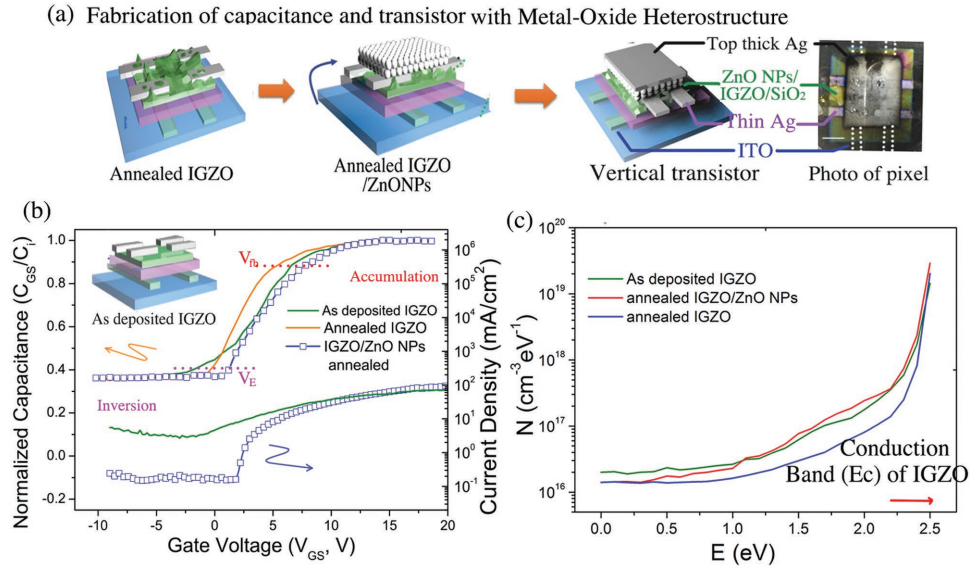 (a) Fabrication of capacitance and transistor with Metal-Oxide Heterostructure
Annealed IGZO
Annealed IGZO
/ZnONPs
Top thick Ag
ZnO NPs/
IGZO/SiO₂
Thin Ag
ITO
Vertical transistor
Photo of pixel
(b)
Normalized Capacitance (C_GS/C_i)
1.0
0.8
0.6
0.4
0.2
0.0
-0.2
As deposited IGZO
V_fb
Accumulation
As deposited IGZO
Annealed IGZO
IGZO/ZnO NPs
annealed
V_E
Inversion
10⁶
10⁵
10⁴
10³
10²
10¹
10⁰
10⁻¹
Current Density (mA/cm²)
-10
-5
0
5
10
15
20
Gate Voltage (V_GS, V)
(c)
N (cm⁻³eV⁻¹)
10²⁰
10¹⁹
10¹⁸
10¹⁷
10¹⁶
As deposited IGZO
annealed IGZO/ZnO NPs
annealed IGZO
Conduction
Band (Ec) of IGZO
0.0
0.5
1.0
1.5
2.0
2.5
E (eV)